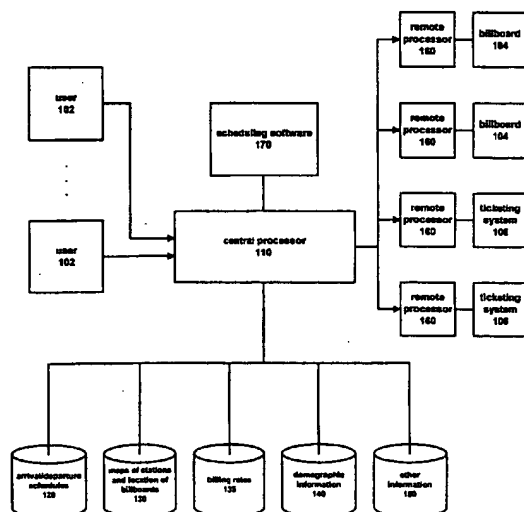 user
102
user
102
scheduling software
170
central processor
110
remote
processor
160
billboard
104
remote
processor
160
billboard
104
remote
processor
160
ticketing
system
106
remote
processor
160
ticketing
system
106
arrival/departure
schedules
120
maps of stations
and location of
billboards
130
billing rates
135
demographic
information
140
other
information
150